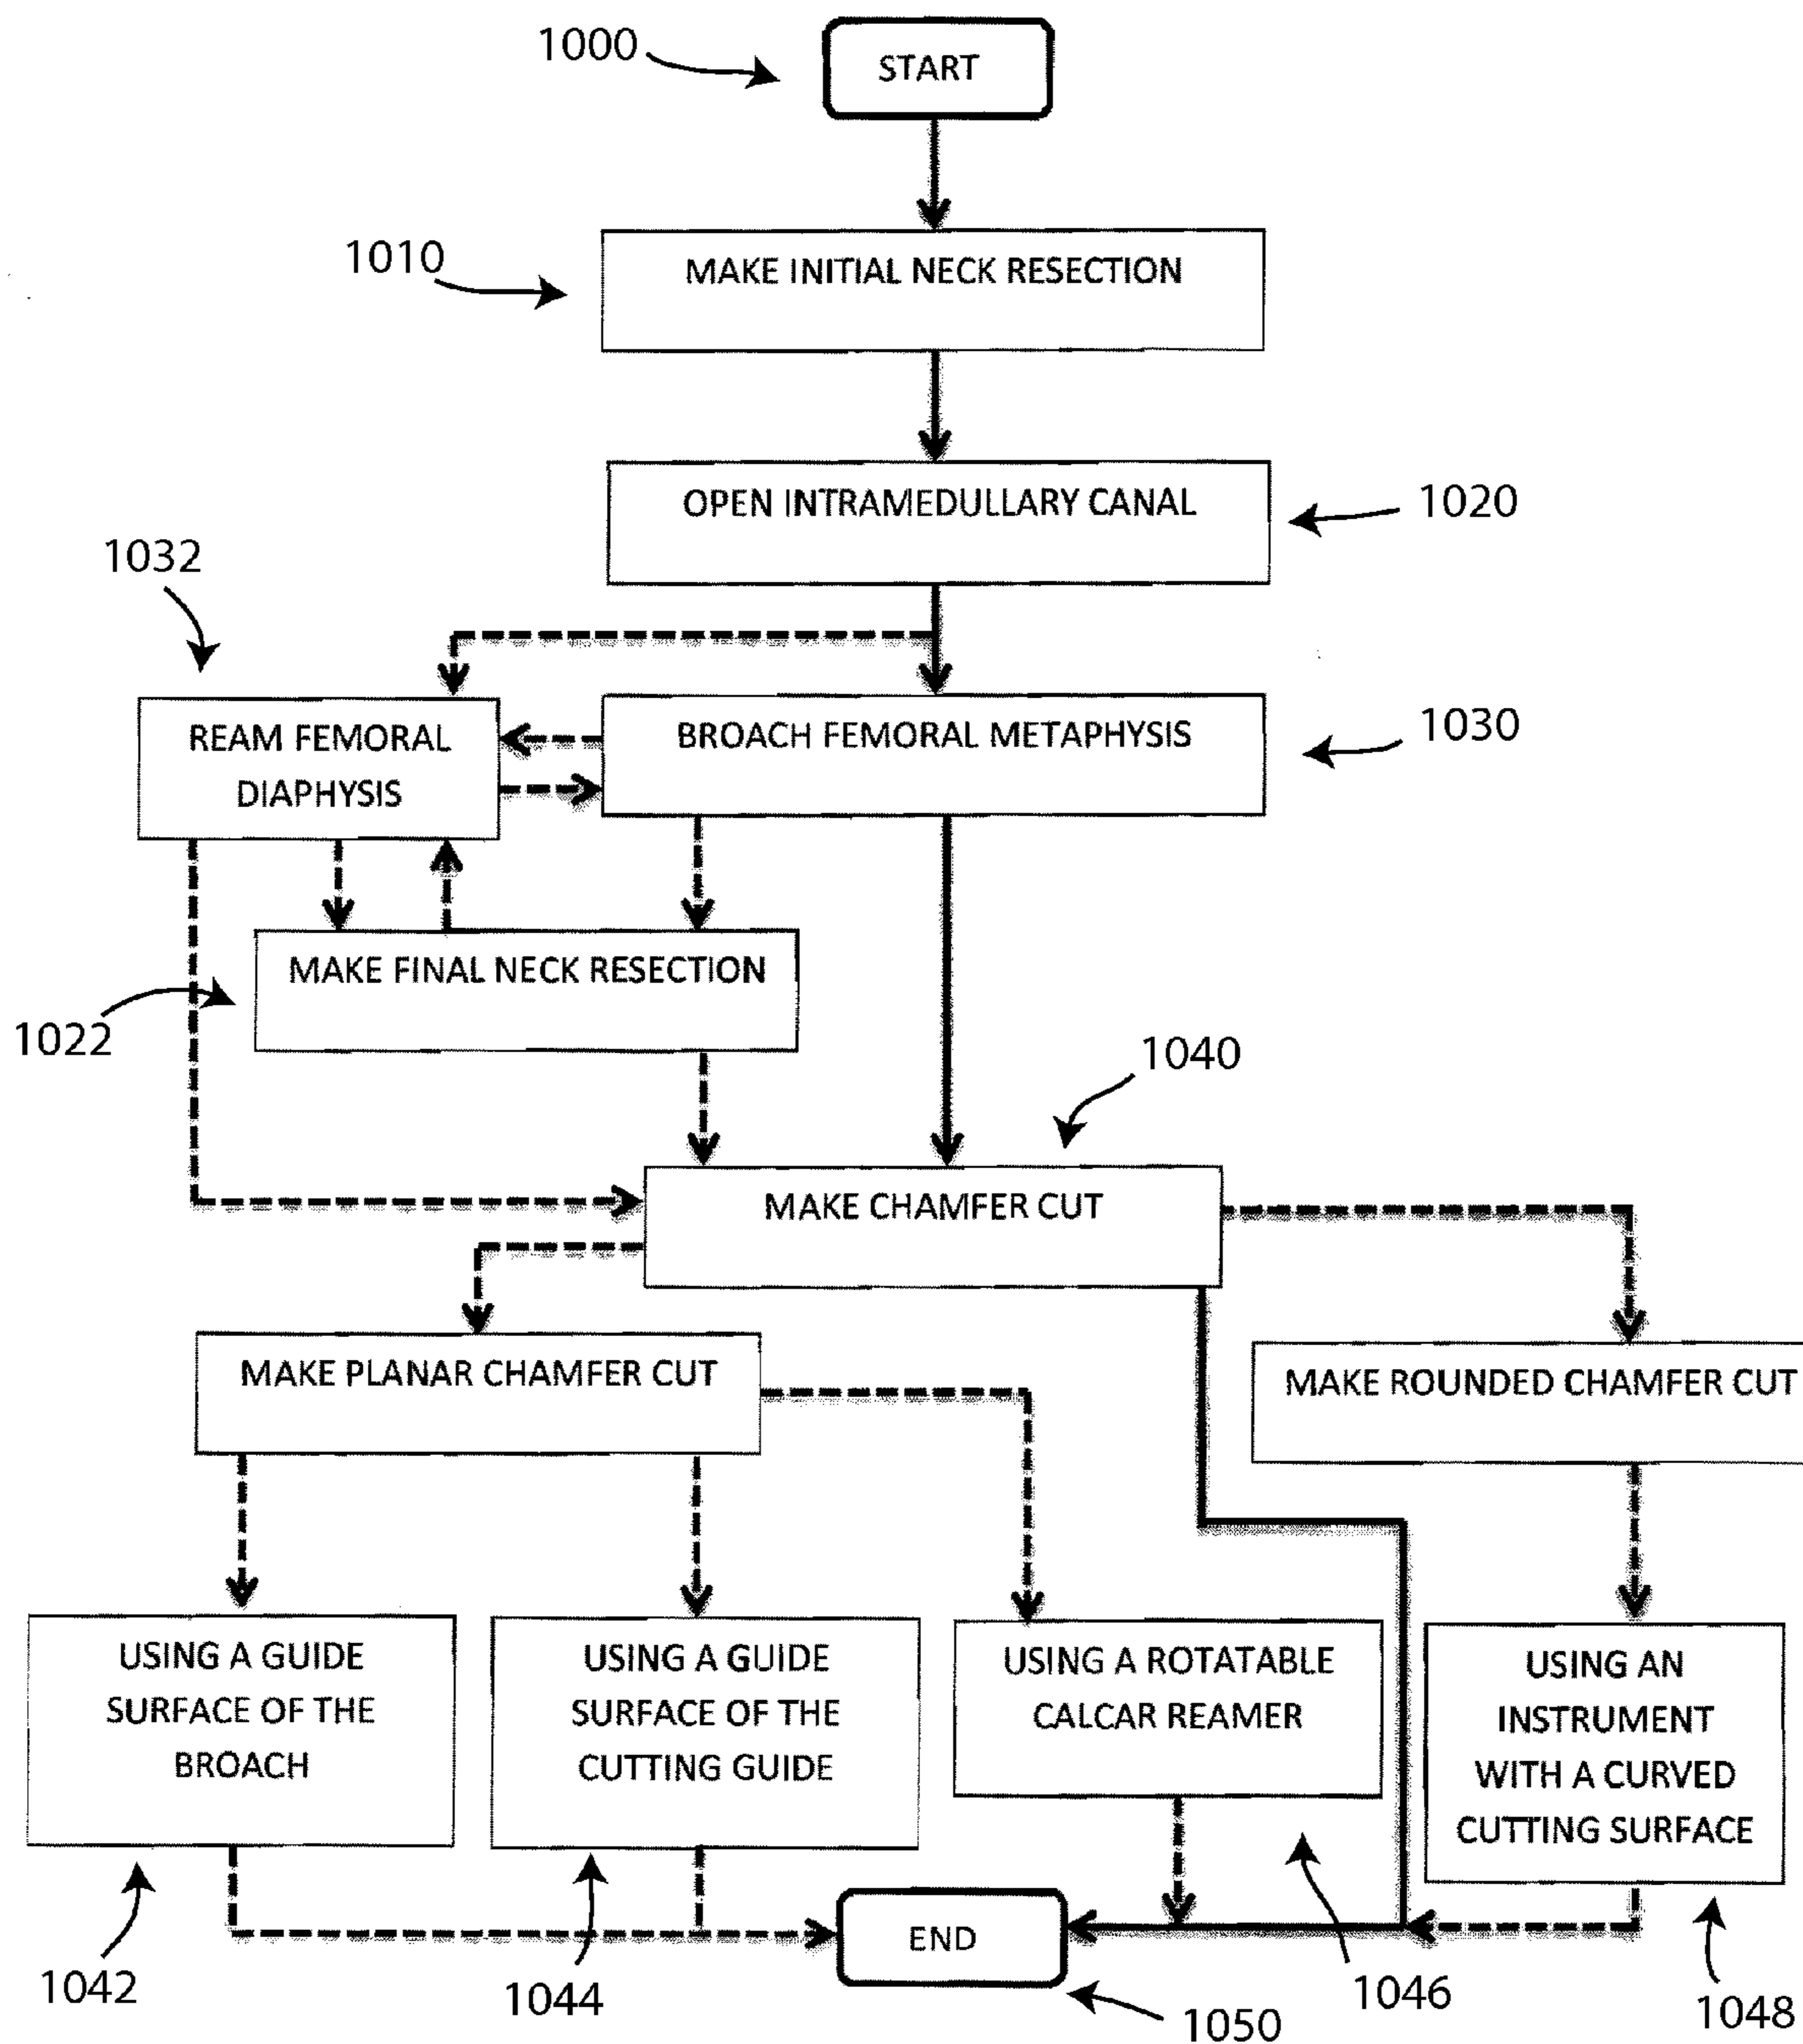 1000
START
1010
MAKE INITIAL NECK RESECTION
OPEN INTRAMEDULLARY CANAL
1020
1032
REAM FEMORAL
DIAPHYSIS
BROACH FEMORAL METAPHYSIS
1030
MAKE FINAL NECK RESECTION
1022
1040
MAKE CHAMFER CUT
MAKE PLANAR CHAMFER CUT
MAKE ROUNDED CHAMFER CUT
USING A GUIDE
SURFACE OF THE
BROACH
USING A GUIDE
SURFACE OF THE
CUTTING GUIDE
USING A ROTATABLE
CALCAR REAMER
USING AN
INSTRUMENT
WITH A CURVED
CUTTING SURFACE
1042
1044
END
1050
1046
1048